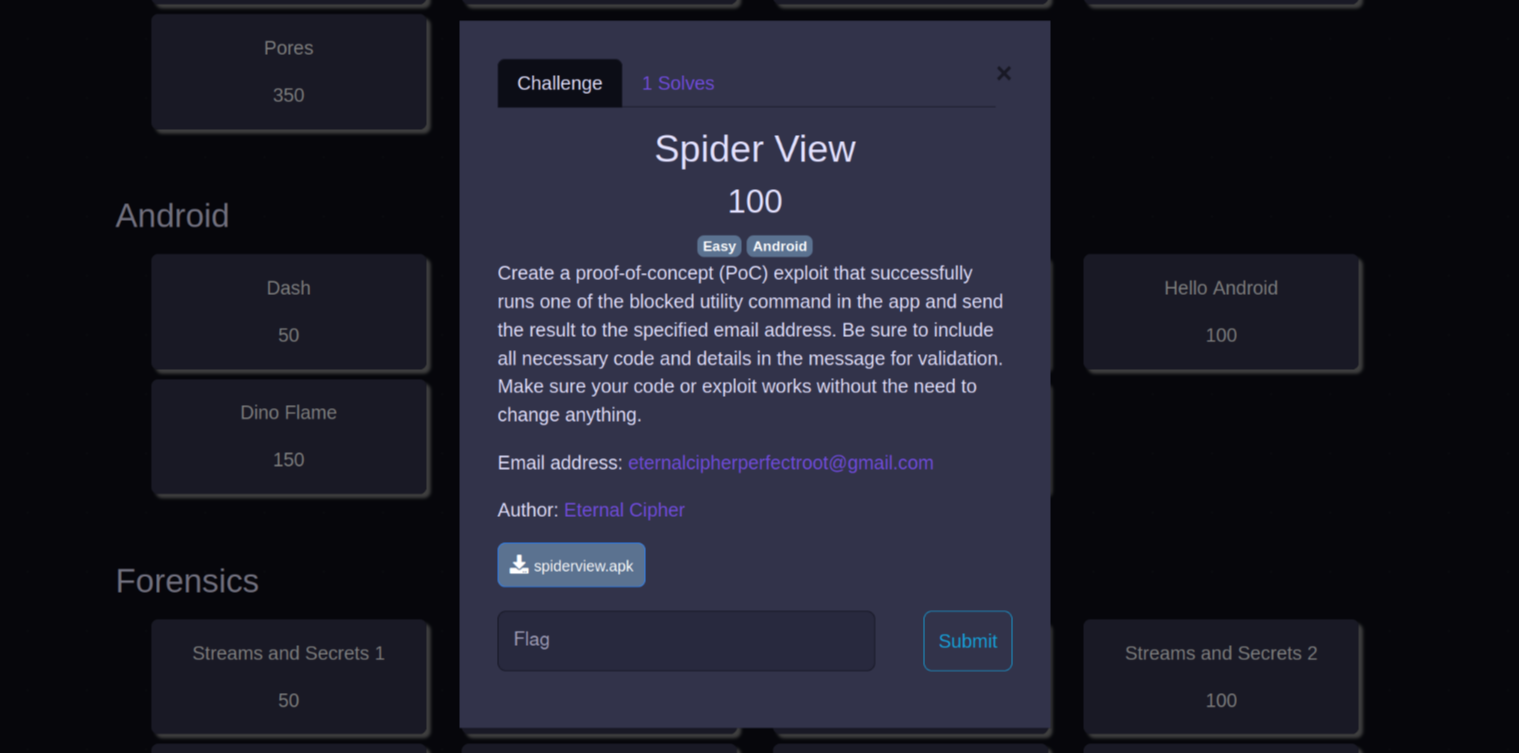 Pores
350
Challenge
1 Solves
×
Spider View
100
Easy
Android
Create a proof-of-concept (PoC) exploit that successfully
runs one of the blocked utility command in the app and send
the result to the specified email address. Be sure to include
all necessary code and details in the message for validation.
Make sure your code or exploit works without the need to
change anything.
Email address: eternalcipherperfectroot@gmail.com
Author: Eternal Cipher
spiderview.apk
Flag
Submit
Android
Dash
50
Hello Android
100
Dino Flame
150
Forensics
Streams and Secrets 1
50
Streams and Secrets 2
100